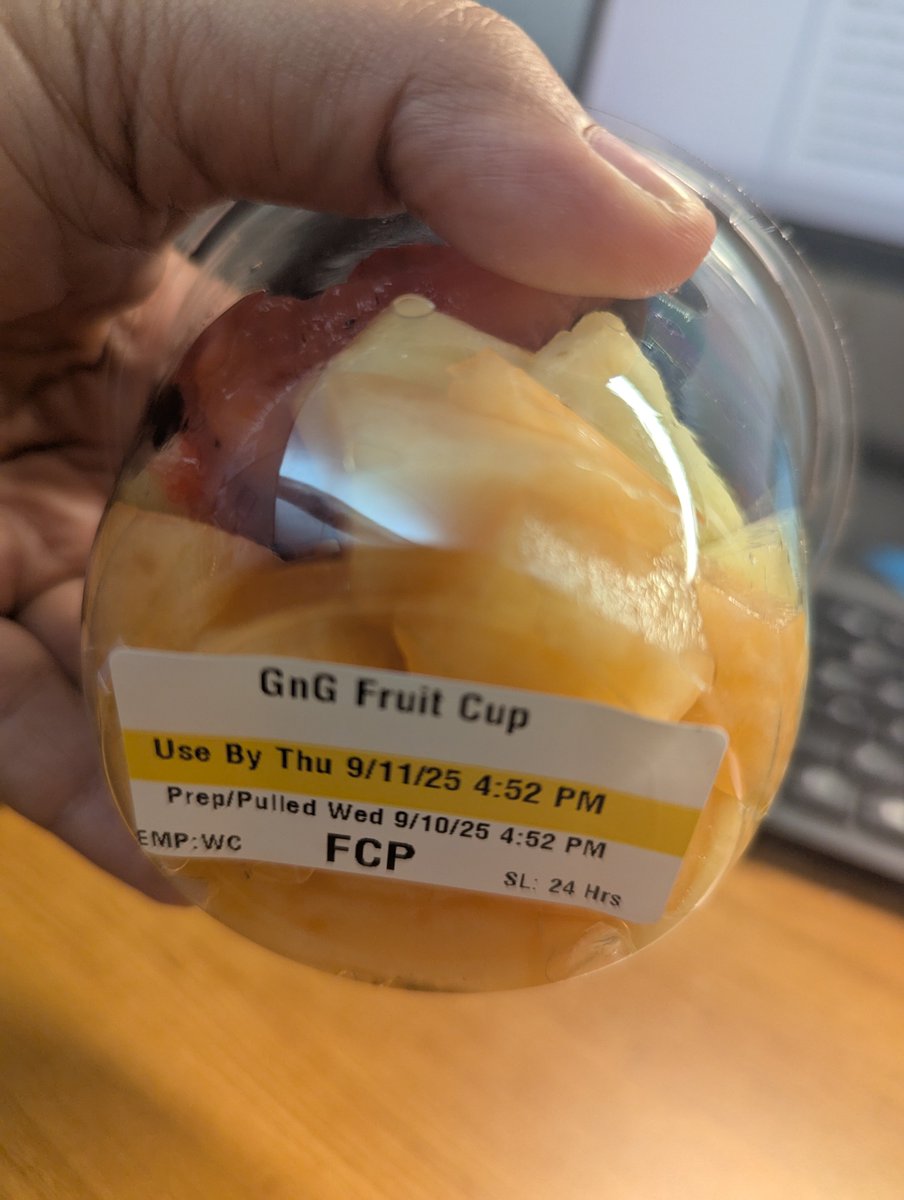 GnG Fruit Cup
Use By Thu 9/11/25 4:52 PM
Prep/Pulled Wed 9/10/25 4:52 PM
EMP:WC
FCP
SL: 24 Hrs